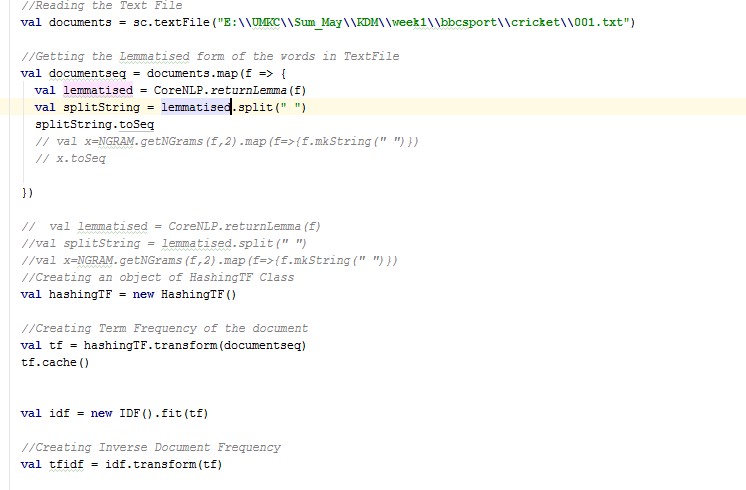 //Reading the Text File
val documents = sc.textFile("E:\\UMKC\\Sum_May\\KDM\\week1\\bbcsport\\cricket\\001.txt")
//Getting the Lemmatised form of the words in TextFile
val documentseq = documents.map(f => {
val lemmatised = CoreNLP.returnLemma(f)
val splitString = lemmatised.split(" ")
splitString.toSeq
// val x=NGRAM.getNGrams(f,2).map(f=>{f.mkString(" ")})
// x.toSeq
})
// val lemmatised = CoreNLP.returnLemma(f)
//val splitString = lemmatised.split(" ")
//val x=NGRAM.getNGrams(f,2).map(f=>{f.mkString(" ")})
//Creating an object of HashingTF Class
val hashingTF = new HashingTF()
//Creating Term Frequency of the document
val tf = hashingTF.transform(documentseq)
tf.cache()
val idf = new IDF().fit(tf)
//Creating Inverse Document Frequency
val tfidf = idf.transform(tf)